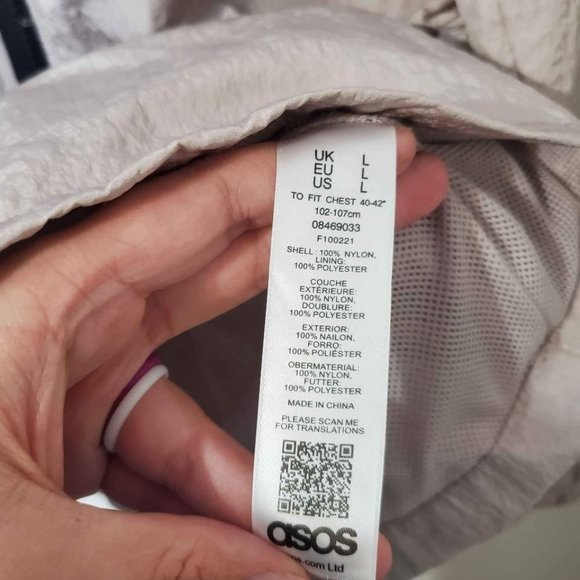 UK L
EU L
US L
TO FIT CHEST 40-42"
102-107cm
08469033
F100221
SHELL: 100% NYLON,
LINING:
100% POLYESTER
COUCHE
EXTÉRIEURE:
100% NYLON,
DOUBLURE:
100% POLYESTER
EXTERIOR:
100% NAILON,
FORRO:
100% POLIÉSTER
OBERMATERIAL:
100% NYLON,
FUTTER:
100% POLYESTER
MADE IN CHINA
PLEASE SCAN ME
FOR TRANSLATIONS
asos
.com Ltd